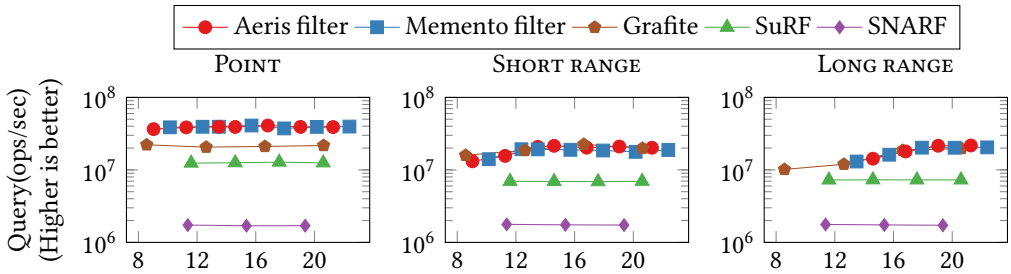 Aeris filter Memento filter Grafite SuRF SNARF
POINT SHORT RANGE LONG RANGE
Query(ops/sec)
(Higher is better)
10^8 10^8 10^8
10^7 10^7 10^7
10^6 10^6 10^6
8 12 16 20 8 12 16 20 8 12 16 20